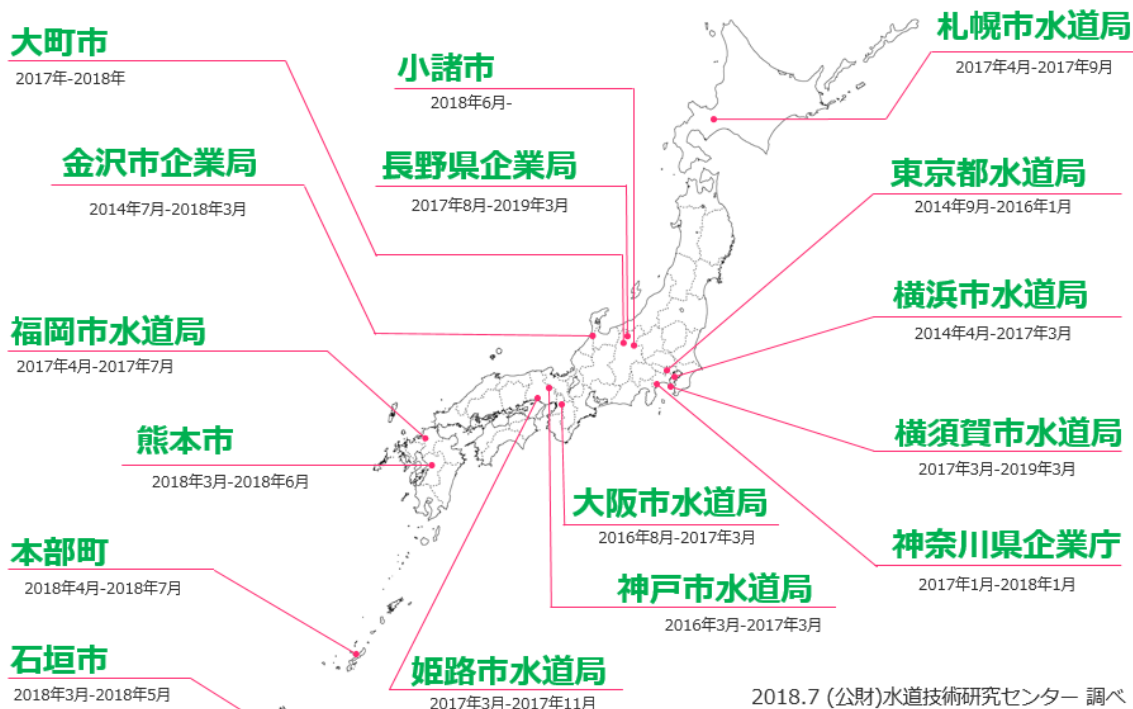 大町市
2017年-2018年
小諸市
2018年6月-
札幌市水道局
2017年4月-2017年9月
金沢市企業局
2014年7月-2018年3月
長野県企業局
2017年8月-2019年3月
東京都水道局
2014年9月-2016年1月
横浜市水道局
2014年4月-2017年3月
福岡市水道局
2017年4月-2017年7月
熊本市
2018年3月-2018年6月
横須賀市水道局
2017年3月-2019年3月
大阪市水道局
2016年8月-2017年3月
神奈川県企業庁
2017年1月-2018年1月
本部町
2018年4月-2018年7月
神戸市水道局
2016年3月-2017年3月
石垣市
2018年3月-2018年5月
姫路市水道局
2017年3月-2017年11月
2018.7 (公財)水道技術研究センター 調べ